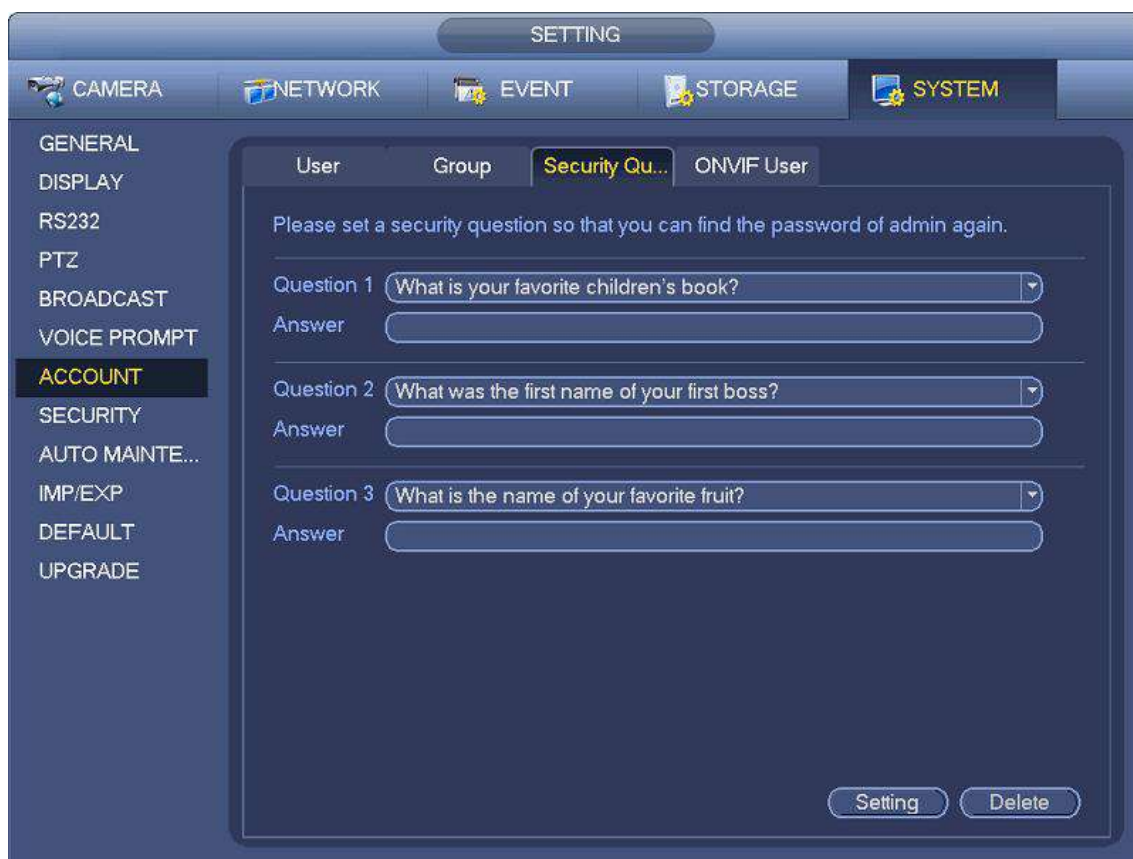 SETTING
CAMERA NETWORK EVENT STORAGE SYSTEM
GENERAL
DISPLAY
RS232
PTZ
BROADCAST
VOICE PROMPT
ACCOUNT
SECURITY
AUTO MAINTE...
IMP/EXP
DEFAULT
UPGRADE
User Group Security Qu... ONVIF User
Please set a security question so that you can find the password of admin again.
Question 1 What is your favorite children's book?
Answer
Question 2 What was the first name of your first boss?
Answer
Question 3 What is the name of your favorite fruit?
Answer
Setting Delete